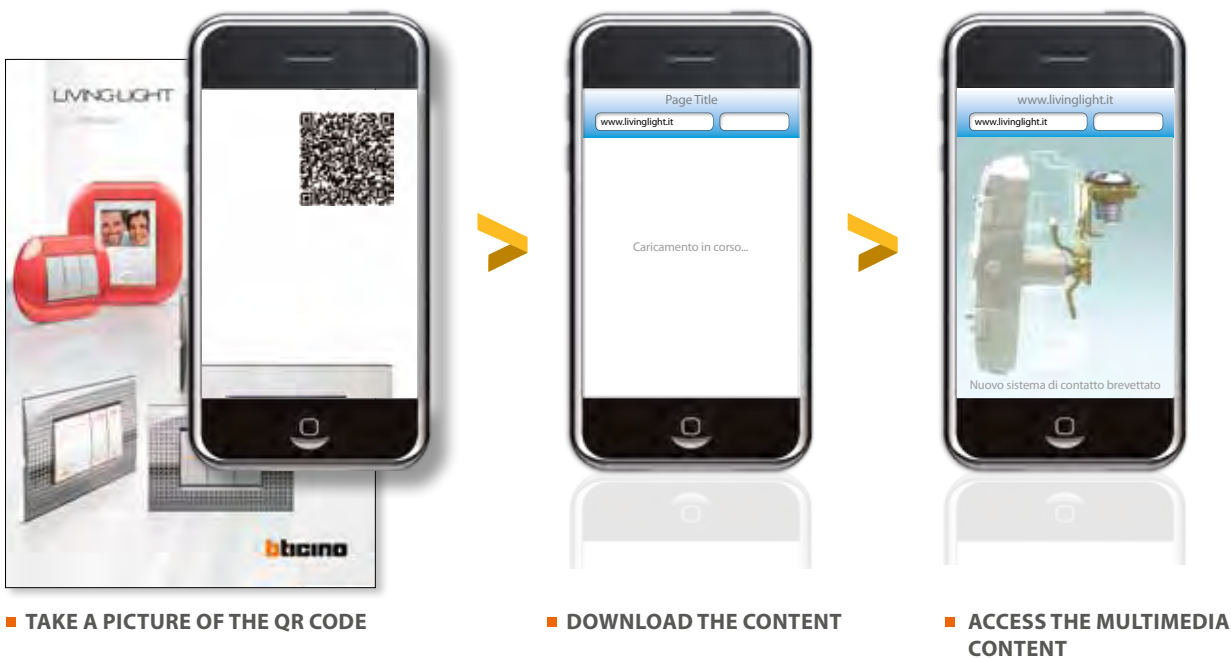 LIVINGLIGHT
bticino
Page Title
www.livinglight.it
Caricamento in corso...
www.livinglight.it
www.livinglight.it
Nuovo sistema di contatto brevettato
TAKE A PICTURE OF THE QR CODE
DOWNLOAD THE CONTENT
ACCESS THE MULTIMEDIA
CONTENT